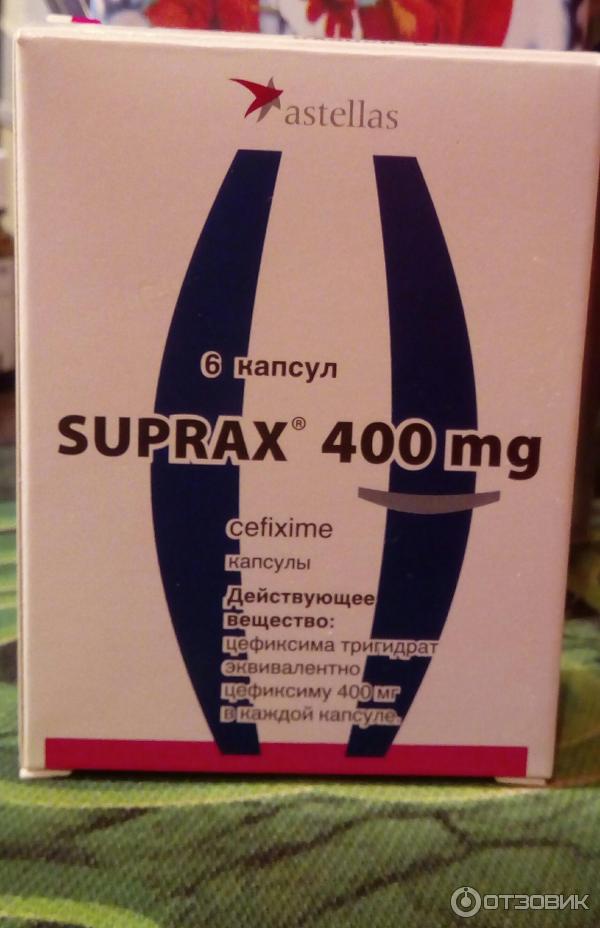 astellas
6 капсул
SUPRAX® 400 mg
cefixime
капсулы
Действующее
вещество:
цефиксима тригидрат
эквивалентно
цефиксиму 400 мг
в каждой капсуле.
ОТЗОВИК